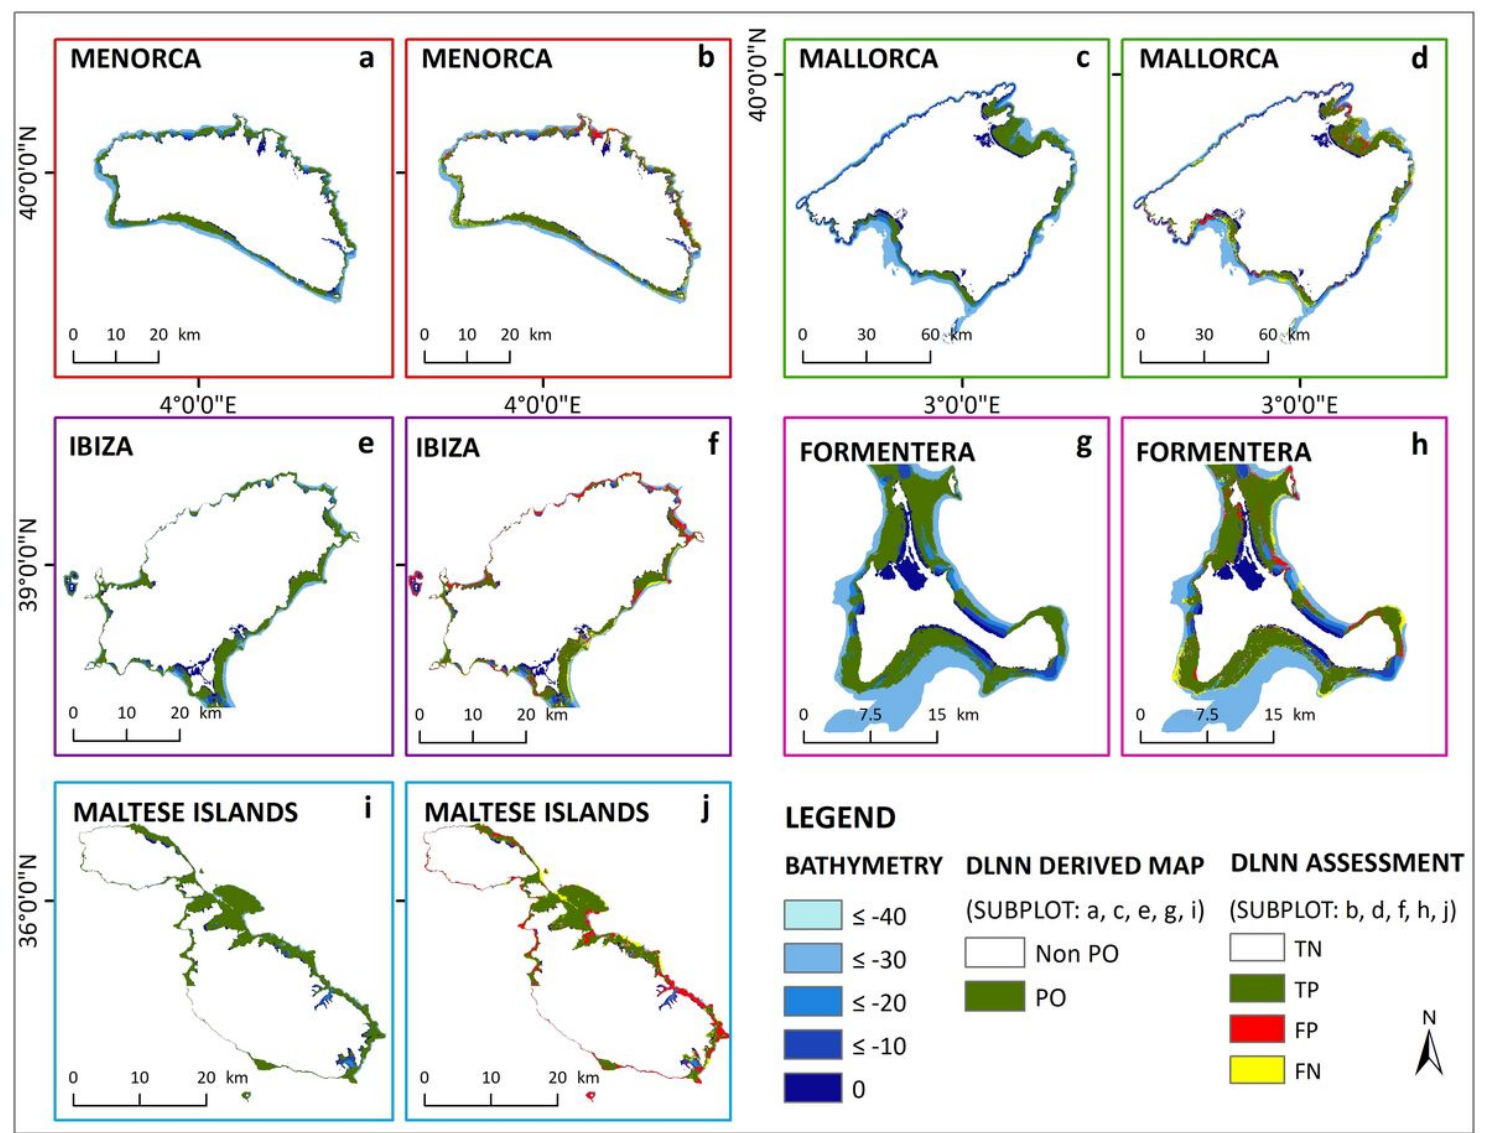 MENORCA a
MENORCA b
MALLORCA c
MALLORCA d
40°0'0"N
40°0'0"N
0 10 20 km
0 10 20 km
0 30 60 km
0 30 60 km
4°0'0"E
4°0'0"E
3°0'0"E
3°0'0"E
IBIZA e
IBIZA f
FORMENTERA g
FORMENTERA h
39°0'0"N
0 10 20 km
0 10 20 km
0 7.5 15 km
0 7.5 15 km
MALTESE ISLANDS i
MALTESE ISLANDS j
36°0'0"N
0 10 20 km
0 10 20 km
LEGEND
BATHYMETRY
≤ -40
≤ -30
≤ -20
≤ -10
0
DLNN DERIVED MAP
(SUBPLOT: a, c, e, g, i)
Non PO
PO
DLNN ASSESSMENT
(SUBPLOT: b, d, f, h, j)
TN
TP
FP
FN
N